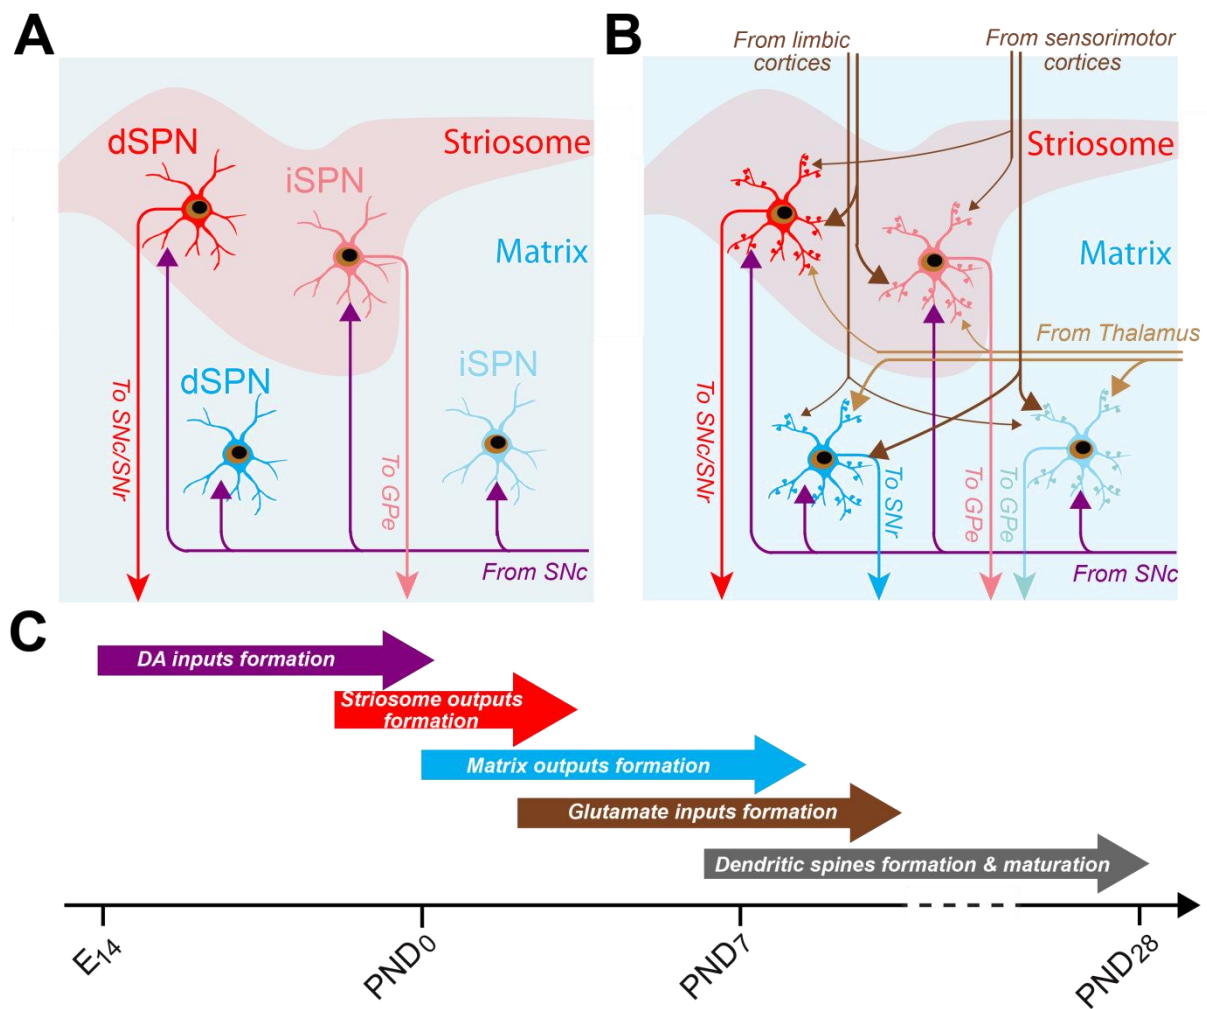 A
dSPN
iSPN
Striosome
Matrix
dSPN
iSPN
To SNc/SNr
To GPe
From SNc
B
From limbic
cortices
From sensorimotor
cortices
Striosome
Matrix
From Thalamus
To SNc/SNr
To SNr
To GPe
To GPe
From SNc
C
DA inputs formation
Striosome outputs
formation
Matrix outputs formation
Glutamate inputs formation
Dendritic spines formation & maturation
E14
PND0
PND7
PND28